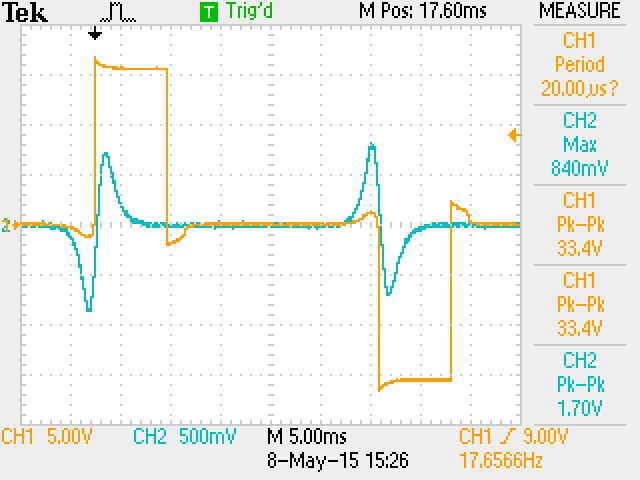 Tek T Trig'd M Pos: 17.60ms MEASURE
CH1
Period
20.00µs?
CH2
Max
840mV
CH1
Pk-Pk
33.4V
CH1
Pk-Pk
33.4V
CH2
Pk-Pk
1.70V
CH1 5.00V CH2 500mV M 5.00ms CH1 9.00V
8-May-15 15:26 17.6566Hz